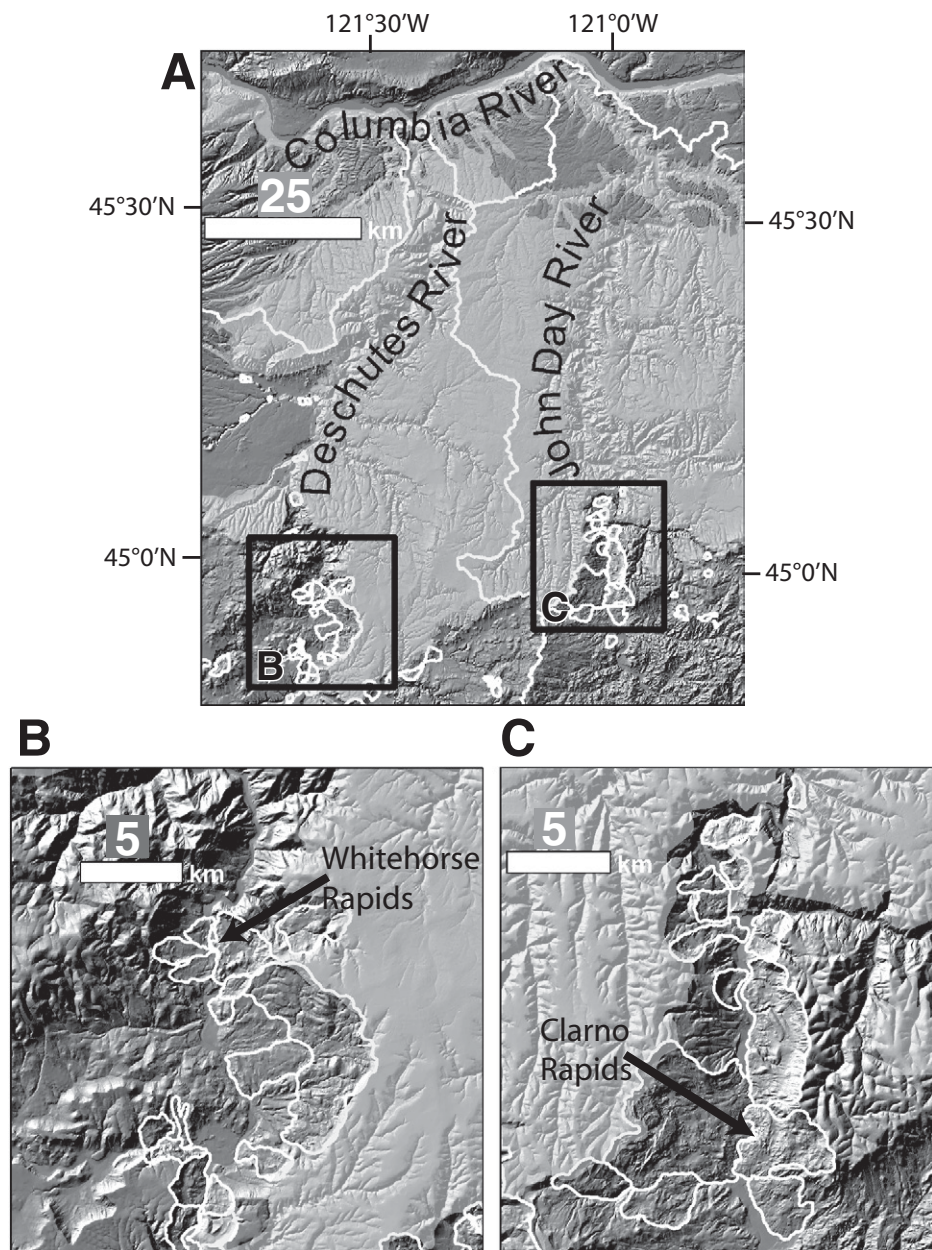 121°30′W
121°0′W
A
Columbia River
25
km
45°30′N
45°30′N
Deschutes River
John Day River
45°0′N
45°0′N
B
C
B
C
5
km
Whitehorse
Rapids
5
km
Clarno
Rapids